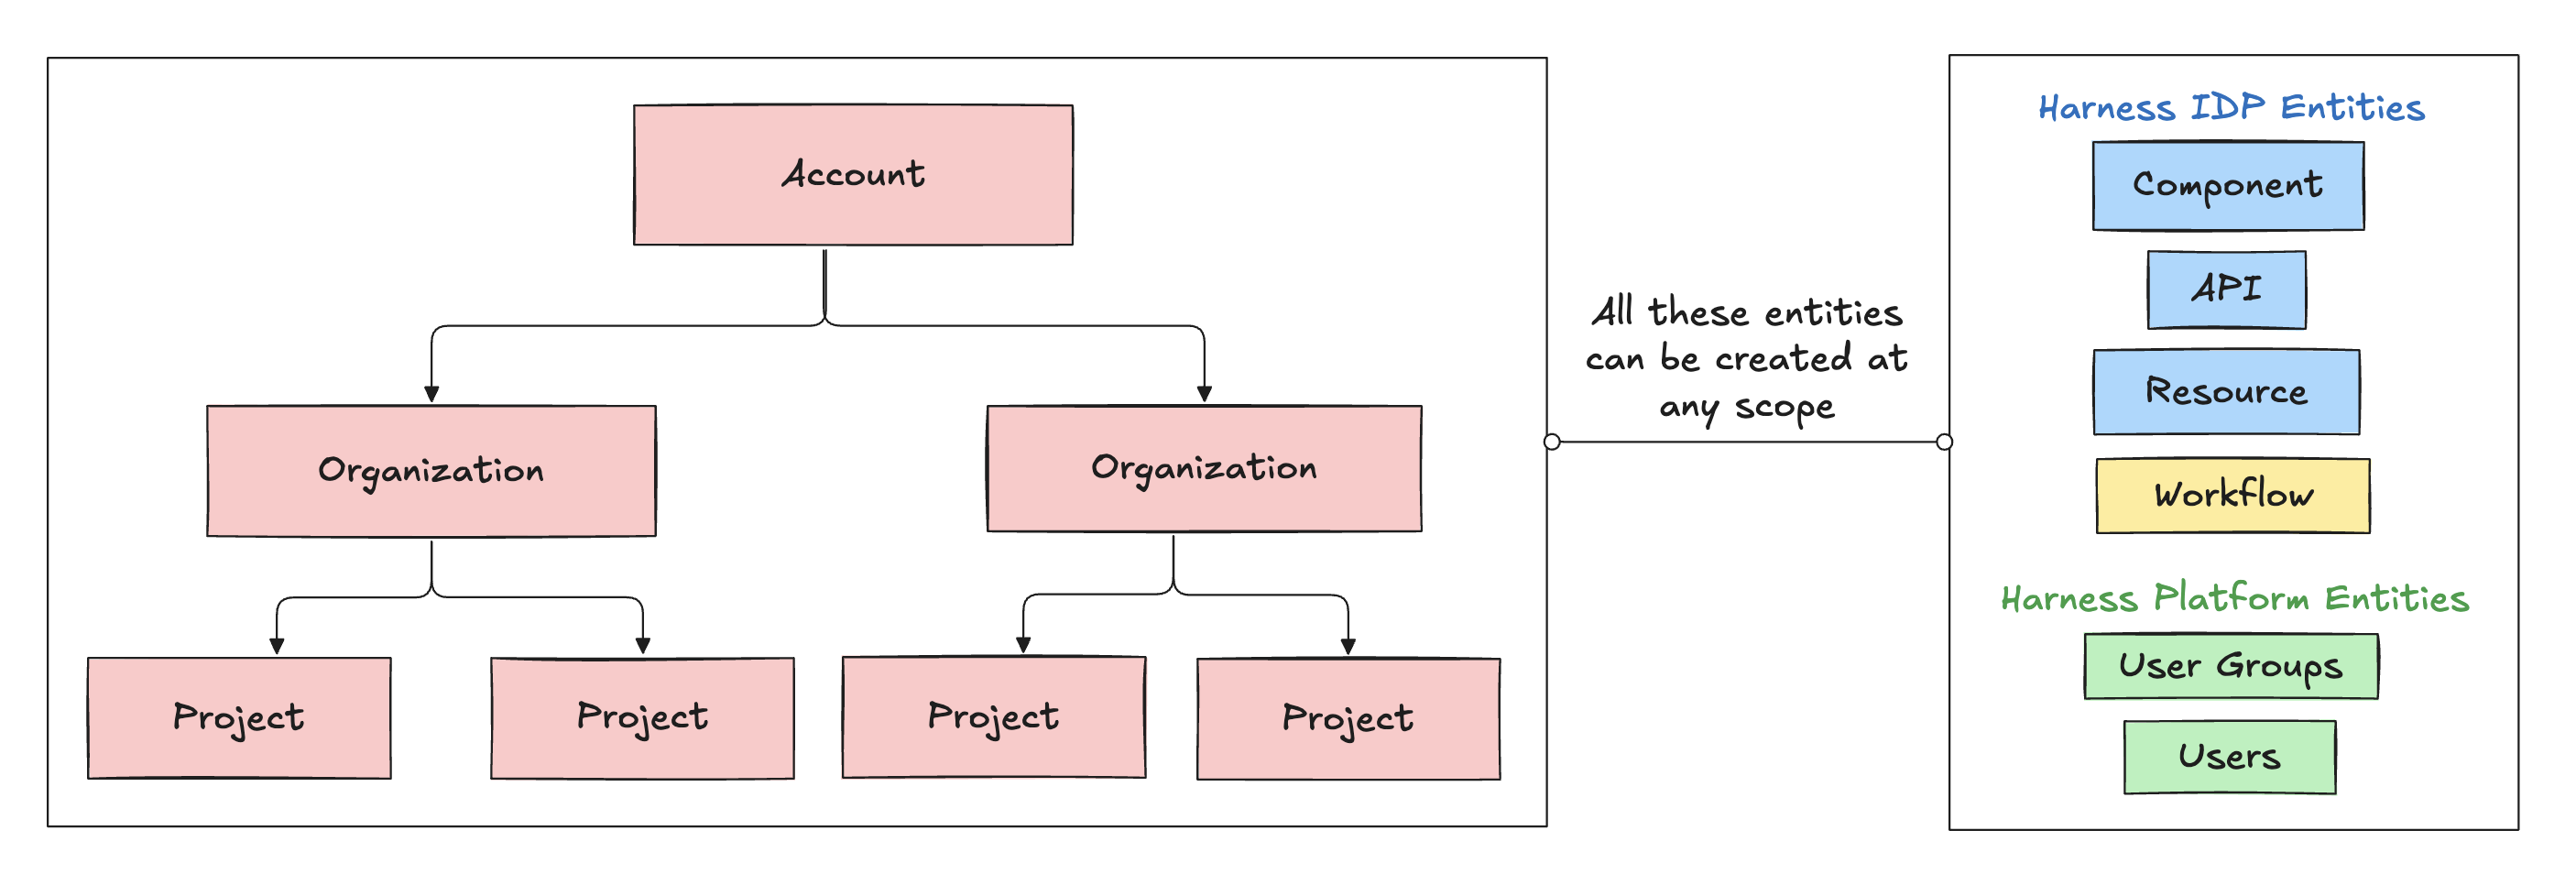 Account
Organization
Organization
Project
Project
Project
Project
All these entities
can be created at
any scope
Harness IDP Entities
Component
API
Resource
Workflow
Harness Platform Entities
User Groups
Users